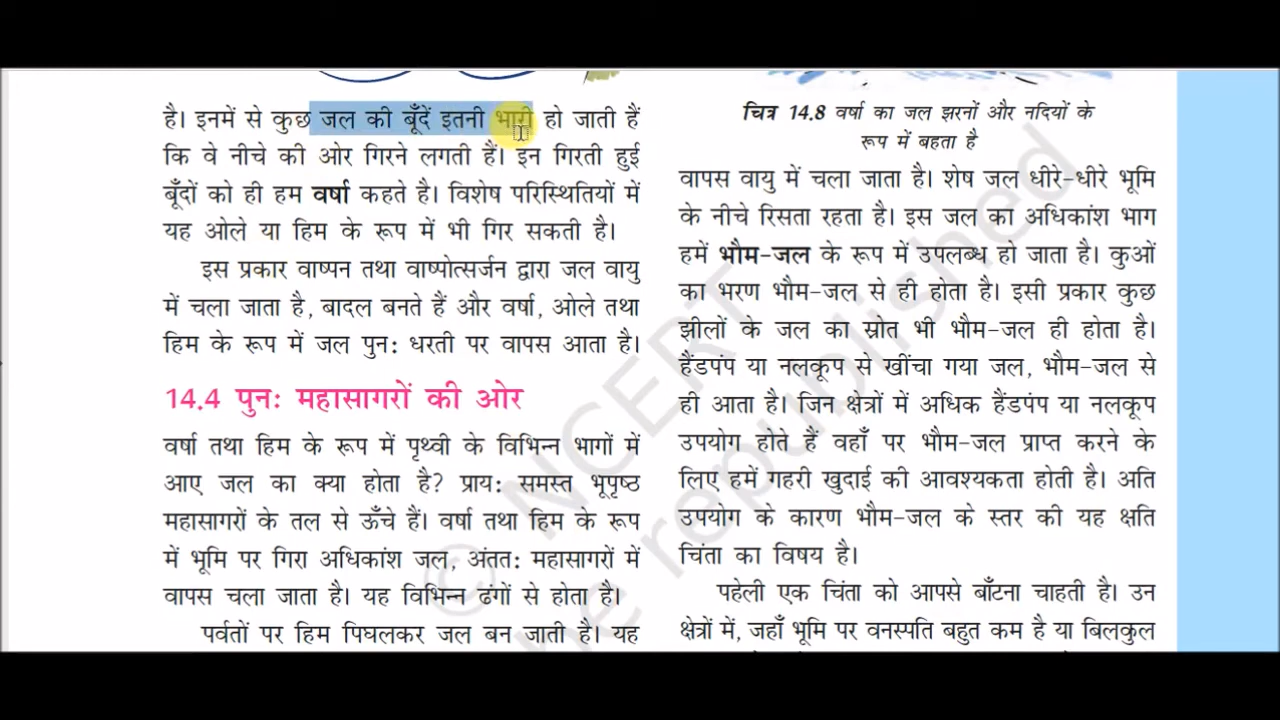 है। इनमें से कुछ जल की बूँदें इतनी भारी हो जाती हैं
कि वे नीचे की ओर गिरने लगती हैं। इन गिरती हुई
बूँदों को ही हम वर्षा कहते है। विशेष परिस्थितियों में
यह ओले या हिम के रूप में भी गिर सकती है।
इस प्रकार वाष्पन तथा वाष्पोत्सर्जन द्वारा जल वायु
में चला जाता है, बादल बनते हैं और वर्षा, ओले तथा
हिम के रूप में जल पुन: धरती पर वापस आता है।
14.4 पुनः महासागरों की ओर
वर्षा तथा हिम के रूप में पृथ्वी के विभिन्न भागों में
आए जल का क्या होता है? प्राय: समस्त भूपृष्ठ
महासागरों के तल से ऊँचे हैं। वर्षा तथा हिम के रूप
में भूमि पर गिरा अधिकांश जल, अंतत: महासागरों में
वापस चला जाता है। यह विभिन्न ढंगों से होता है।
पर्वतों पर हिम पिघलकर जल बन जाती है। यह
चित्र 14.8 वर्षा का जल झरनों और नदियों के
रूप में बहता है
वापस वायु में चला जाता है। शेष जल धीरे-धीरे भूमि
के नीचे रिसता रहता है। इस जल का अधिकांश भाग
हमें भौम-जल के रूप में उपलब्ध हो जाता है। कुओं
का भरण भौम-जल से ही होता है। इसी प्रकार कुछ
झीलों के जल का स्रोत भी भौम-जल ही होता है।
हैंडपंप या नलकूप से खींचा गया जल, भौम-जल से
ही आता है। जिन क्षेत्रों में अधिक हैंडपंप या नलकूप
उपयोग होते हैं वहाँ पर भौम-जल प्राप्त करने के
लिए हमें गहरी खुदाई की आवश्यकता होती है। अति
उपयोग के कारण भौम-जल के स्तर की यह क्षति
चिंता का विषय है।
पहेली एक चिंता को आपसे बाँटना चाहती है। उन
क्षेत्रों में, जहाँ भूमि पर वनस्पति बहुत कम है या बिलकुल
© NCERT
be republished